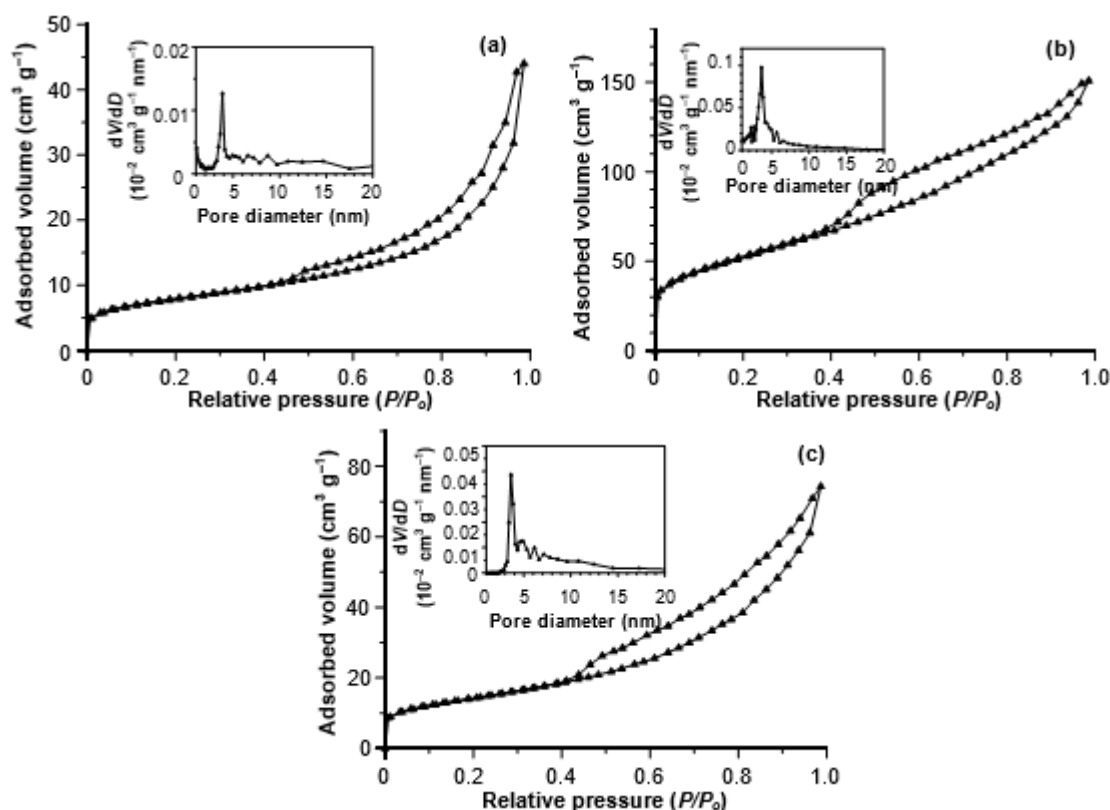 (a)
Adsorbed volume (cm³ g⁻¹)
50
40
30
20
10
0
0 0.2 0.4 0.6 0.8 1.0
Relative pressure (P/Pₒ)
dV/dD
(10⁻² cm³ g⁻¹ nm⁻¹)
0.02
0.01
0
0 5 10 15 20
Pore diameter (nm)
(b)
Adsorbed volume (cm³ g⁻¹)
150
100
50
0
0 0.2 0.4 0.6 0.8 1.0
Relative pressure (P/Pₒ)
dV/dD
(10⁻² cm³ g⁻¹ nm⁻¹)
0.1
0.05
0
0 5 10 15 20
Pore diameter (nm)
(c)
Adsorbed volume (cm³ g⁻¹)
80
60
40
20
0
0 0.2 0.4 0.6 0.8 1.0
Relative pressure (P/Pₒ)
dV/dD
(10⁻² cm³ g⁻¹ nm⁻¹)
0.05
0.04
0.02
0.02
0.01
0
0 5 10 15 20
Pore diameter (nm)